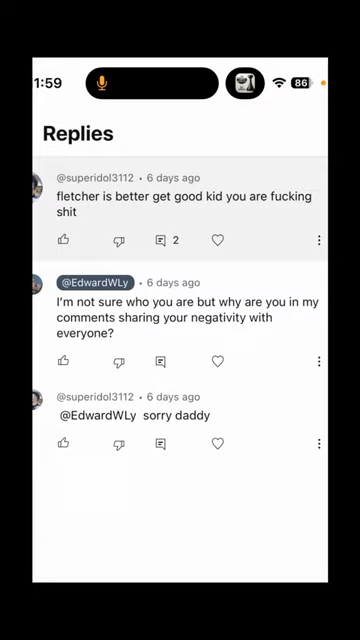 1:59
86
Replies
@superidol3112 • 6 days ago
fletcher is better get good kid you are fucking
shit
2
@EdwardWLy • 6 days ago
I'm not sure who you are but why are you in my
comments sharing your negativity with
everyone?
@superidol3112 • 6 days ago
@EdwardWLy sorry daddy